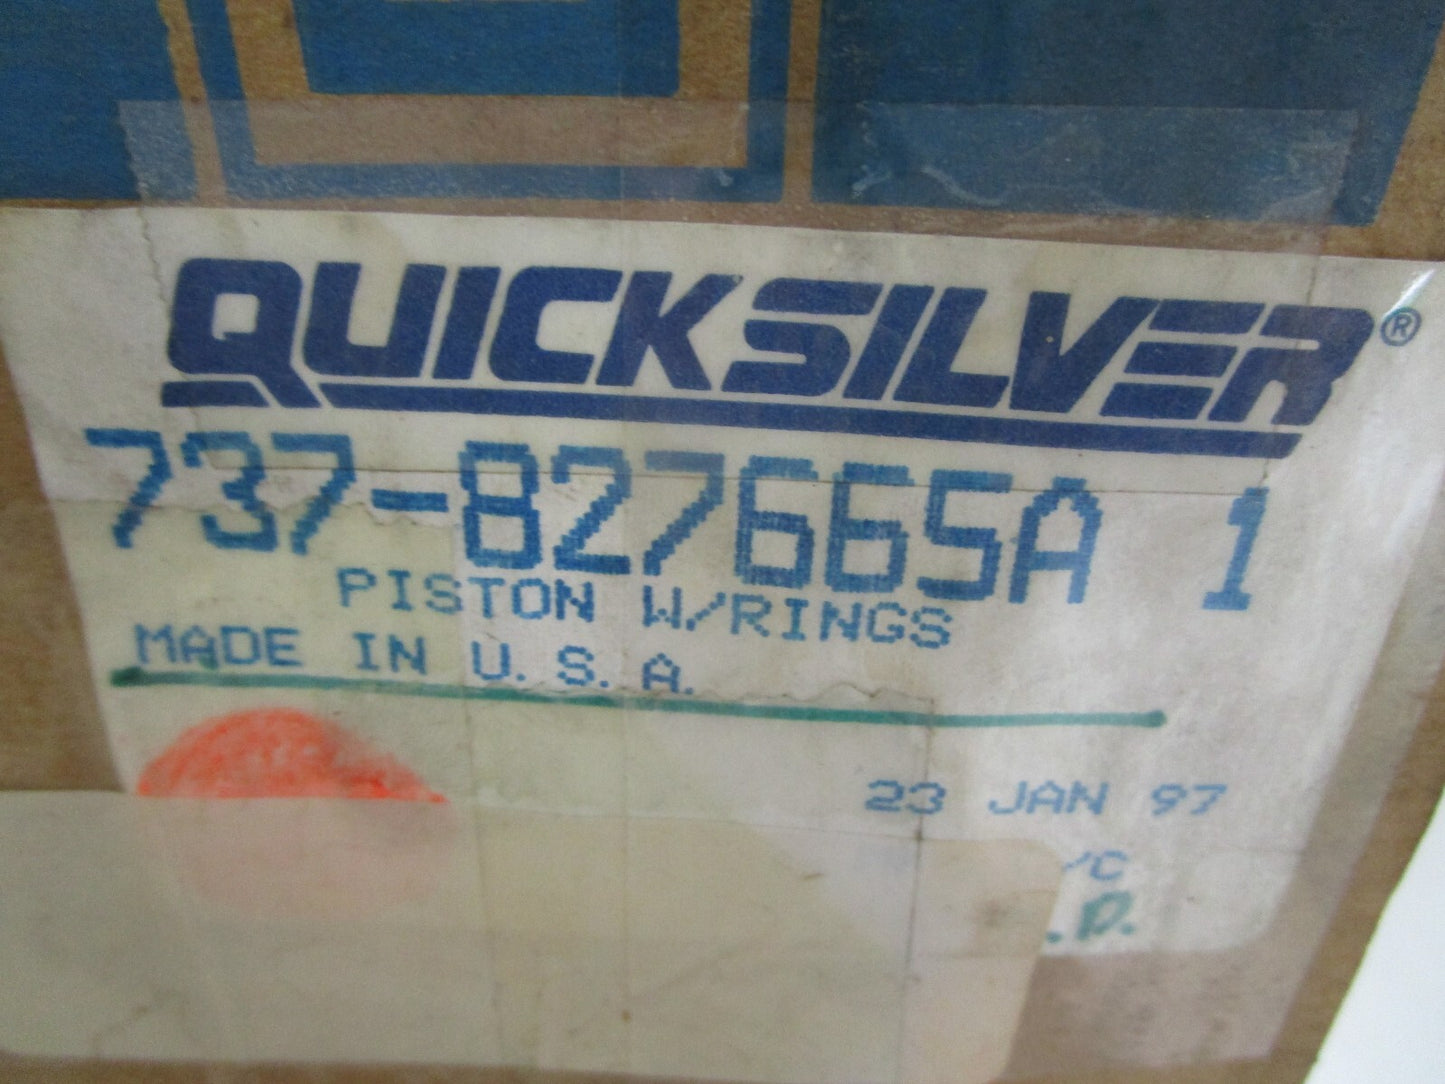 QUICKSILVER®
737-827665A 1
PISTON W/RINGS
MADE IN U.S.A.
23 JAN 97